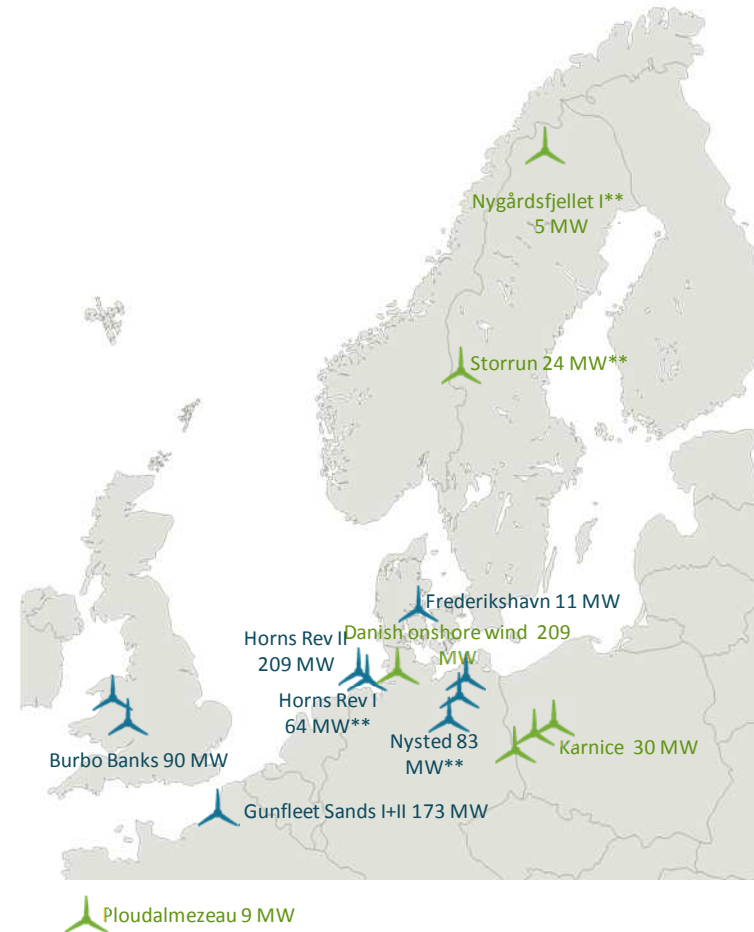 Nygårdsfjellet I**
5 MW
Storrun 24 MW**
Frederikshavn 11 MW
Danish onshore wind 209
MW
Horns Rev II
209 MW
Horns Rev I
64 MW**
Nysted 83
MW**
Karnice 30 MW
Burbo Banks 90 MW
Gunfleet Sands I+II 173 MW
Ploudalmezeau 9 MW